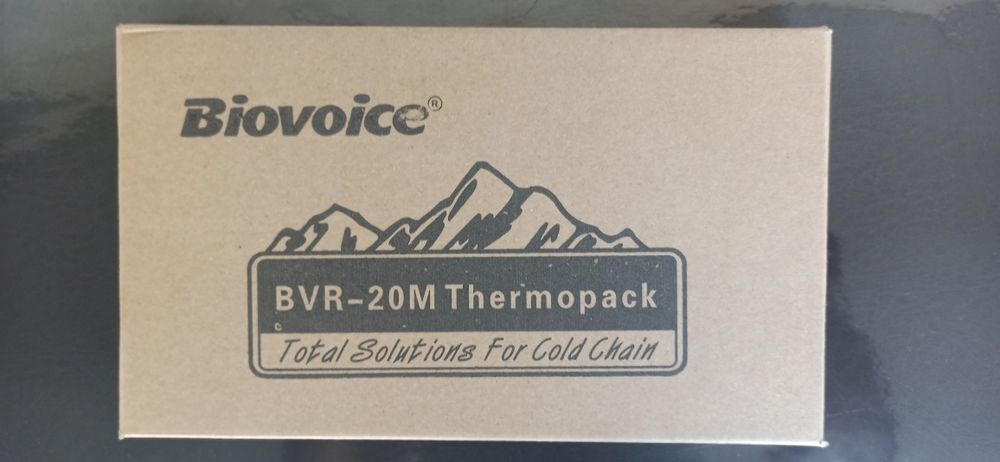 Biovoice®
BVR-20M Thermopack
Total Solutions For Cold Chain